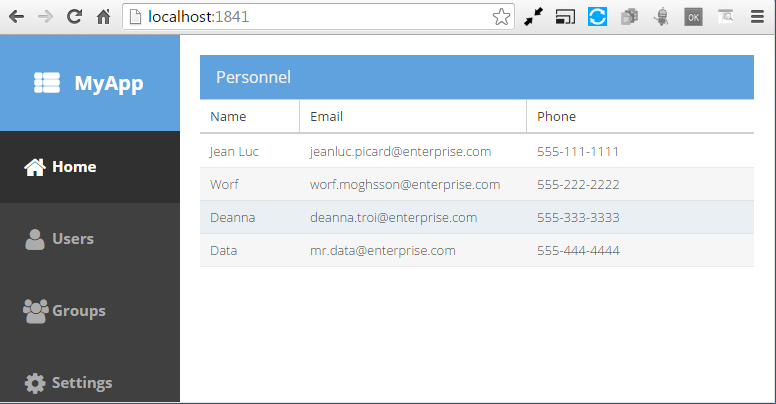 localhost:1841
OK
MyApp
Home
Users
Groups
Settings
Personnel
Name Email Phone
Jean Luc jeanluc.picard@enterprise.com 555-111-1111
Worf worf.moghsson@enterprise.com 555-222-2222
Deanna deanna.troi@enterprise.com 555-333-3333
Data mr.data@enterprise.com 555-444-4444